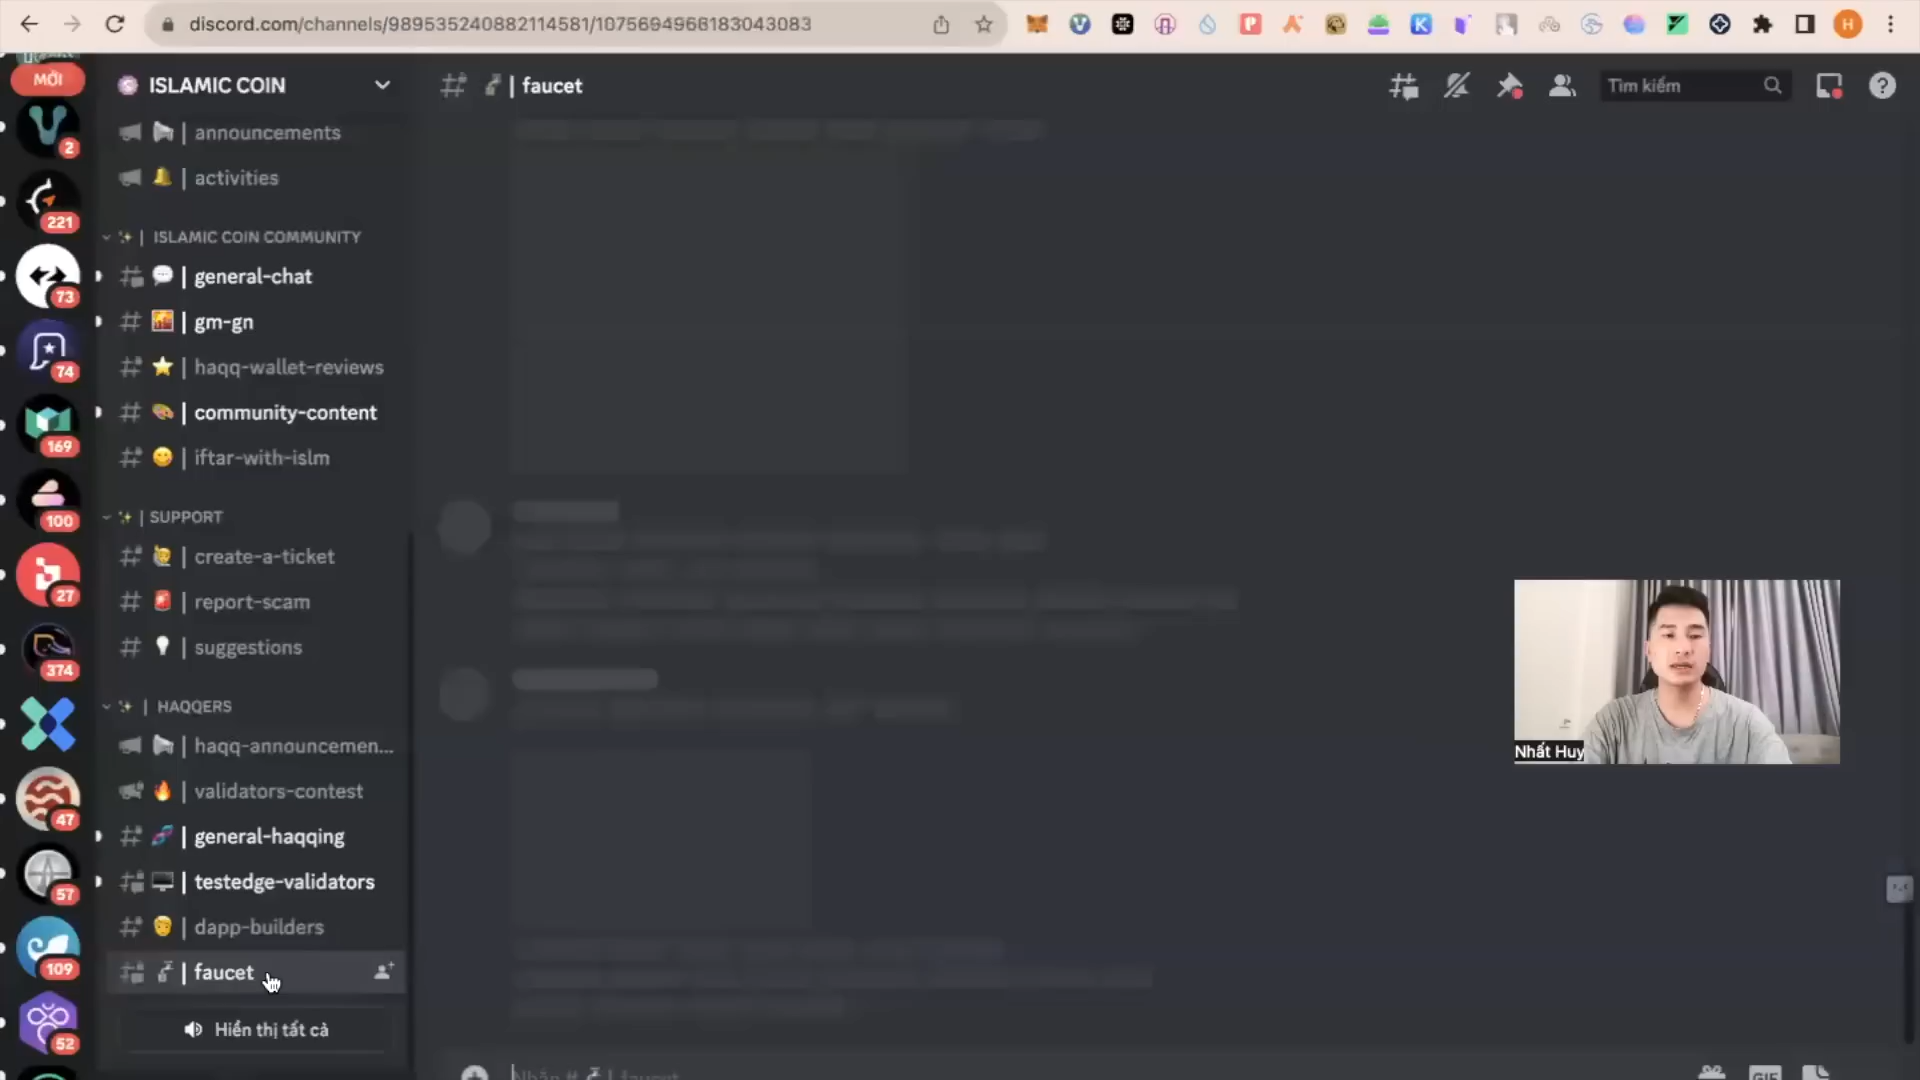 discord.com/channels/989535240882114581/1075694966183043083
H
MỚI
ISLAMIC COIN
| faucet
Tìm kiếm
2
| announcements
| activities
221
| ISLAMIC COIN COMMUNITY
| general-chat
73
| gm-gn
74
| haqq-wallet-reviews
| community-content
169
| iftar-with-islm
100
| SUPPORT
| create-a-ticket
27
| report-scam
374
| suggestions
| HAQQERS
| haqq-announcemen...
Nhất Huy
47
| validators-contest
| general-haqqing
57
| testedge-validators
| dapp-builders
109
| faucet
Hiển thị tất cả
52
GIF